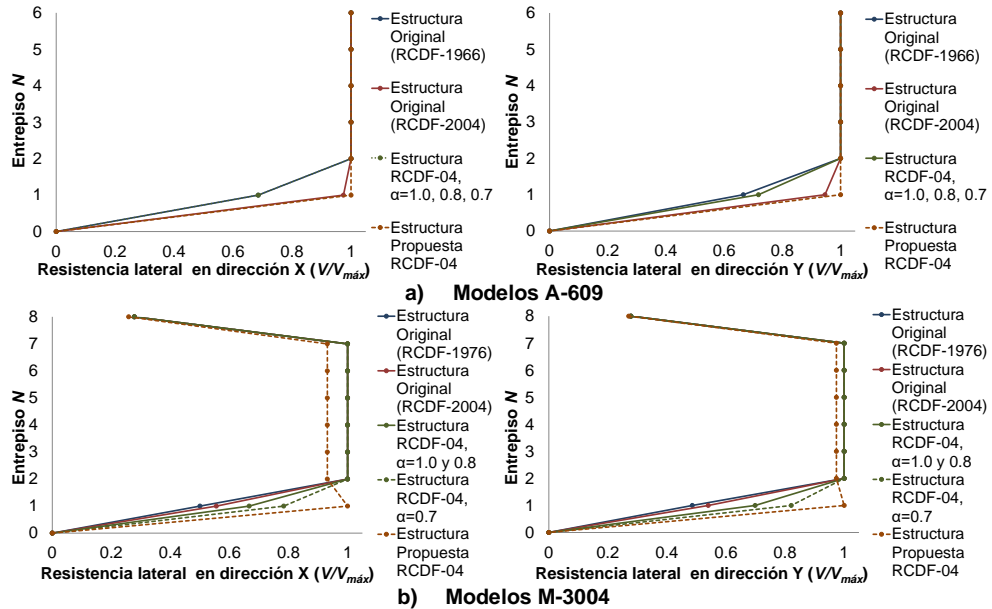 6
5
4
3
2
1
0
Entrepiso N
0 0.2 0.4 0.6 0.8 1
Resistencia lateral en dirección X (V/Vmáx)
Estructura
Original
(RCDF-1966)
Estructura
Original
(RCDF-2004)
Estructura
RCDF-04,
α=1.0, 0.8, 0.7
Estructura
Propuesta
RCDF-04
6
5
4
3
2
1
0
Entrepiso N
0 0.2 0.4 0.6 0.8 1
Resistencia lateral en dirección Y (V/Vmáx)
Estructura
Original
(RCDF-1966)
Estructura
Original
(RCDF-2004)
Estructura
RCDF-04,
α=1.0, 0.8, 0.7
Estructura
Propuesta
RCDF-04
a) Modelos A-609
8
7
6
5
4
3
2
1
0
Entrepiso N
0 0.2 0.4 0.6 0.8 1
Resistencia lateral en dirección X (V/Vmáx)
Estructura
Original
(RCDF-1976)
Estructura
Original
(RCDF-2004)
Estructura
RCDF-04,
α=1.0 y 0.8
Estructura
RCDF-04,
α=0.7
Estructura
Propuesta
RCDF-04
8
7
6
5
4
3
2
1
0
Entrepiso N
0 0.2 0.4 0.6 0.8 1
Resistencia lateral en dirección Y (V/Vmáx)
Estructura
Original
(RCDF-1976)
Estructura
Original
(RCDF-2004)
Estructura
RCDF-04,
α=1.0 y 0.8
Estructura
RCDF-04,
α=0.7
Estructura
Propuesta
RCDF-04
b) Modelos M-3004